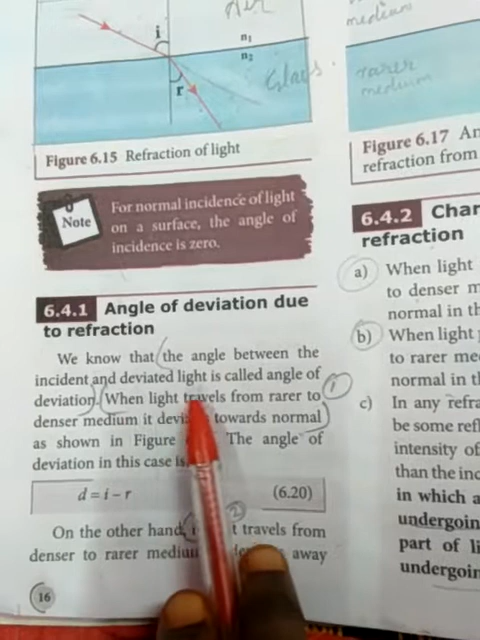 Air
i
n₁
n₂
Glass.
r
Figure 6.15 Refraction of light
Note
For normal incidence of light
on a surface, the angle of
incidence is zero.
6.4.1 Angle of deviation due
to refraction
We know that the angle between the
incident and deviated light is called angle of
deviation. When light travels from rarer to
denser medium it towards normal
as shown in Figure The angle of
deviation in this case is
d = i – r (6.20)
On the other hand, travels from
denser to rarer medium away
16
1
2
medium
rarer
medium
Figure 6.17 An
refraction from
6.4.2 Char
refraction
a) When light
to denser m
normal in th
b) When light
to rarer me
normal in t
c) In any refra
be some ref
intensity of
than the inc
in which a
undergoin
part of li
undergoin